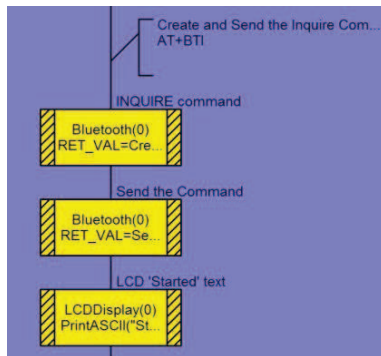 Create and Send the Inquire Com...
AT+BTI
INQUIRE command
Bluetooth(0)
RET_VAL=Cre...
Send the Command
Bluetooth(0)
RET_VAL=Se...
LCD 'Started' text
LCDDisplay(0)
PrintASCII("St...